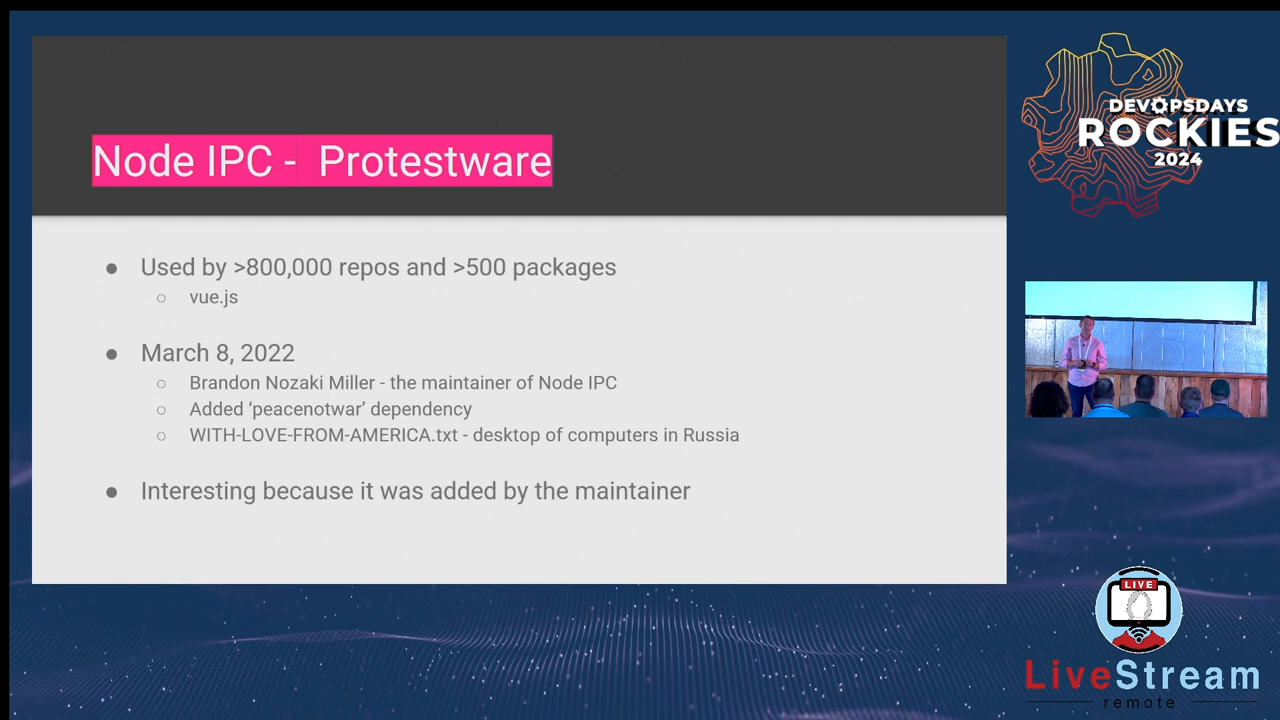 Node IPC - Protestware
● Used by >800,000 repos and >500 packages
○ vue.js
● March 8, 2022
○ Brandon Nozaki Miller - the maintainer of Node IPC
○ Added ‘peacenotwar’ dependency
○ WITH-LOVE-FROM-AMERICA.txt - desktop of computers in Russia
● Interesting because it was added by the maintainer
DEVOPSDAYS
ROCKIES
2024
LIVE
LiveStream
remote